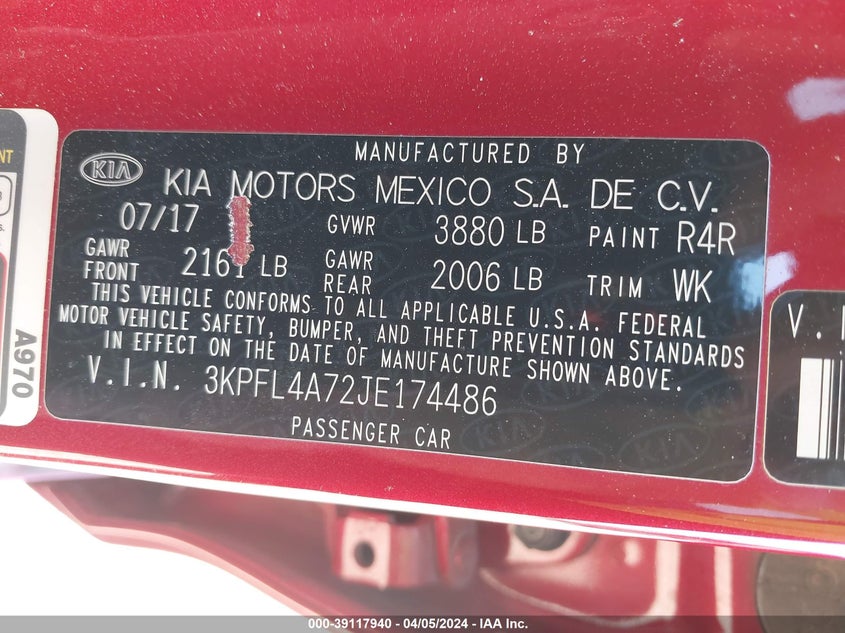 MANUFACTURED BY
KIA
KIA MOTORS MEXICO S.A. DE C.V.
07/17 GVWR 3880 LB PAINT R4R
GAWR FRONT 2161 LB GAWR REAR 2006 LB TRIM WK
THIS VEHICLE CONFORMS TO ALL APPLICABLE U.S.A. FEDERAL
MOTOR VEHICLE SAFETY, BUMPER, AND THEFT PREVENTION STANDARDS
IN EFFECT ON THE DATE OF MANUFACTURE SHOWN ABOVE.
V.I.N. 3KPFL4A72JE174486
PASSENGER CAR
A970
V.I
000-39117940 - 04/05/2024 - IAA Inc.